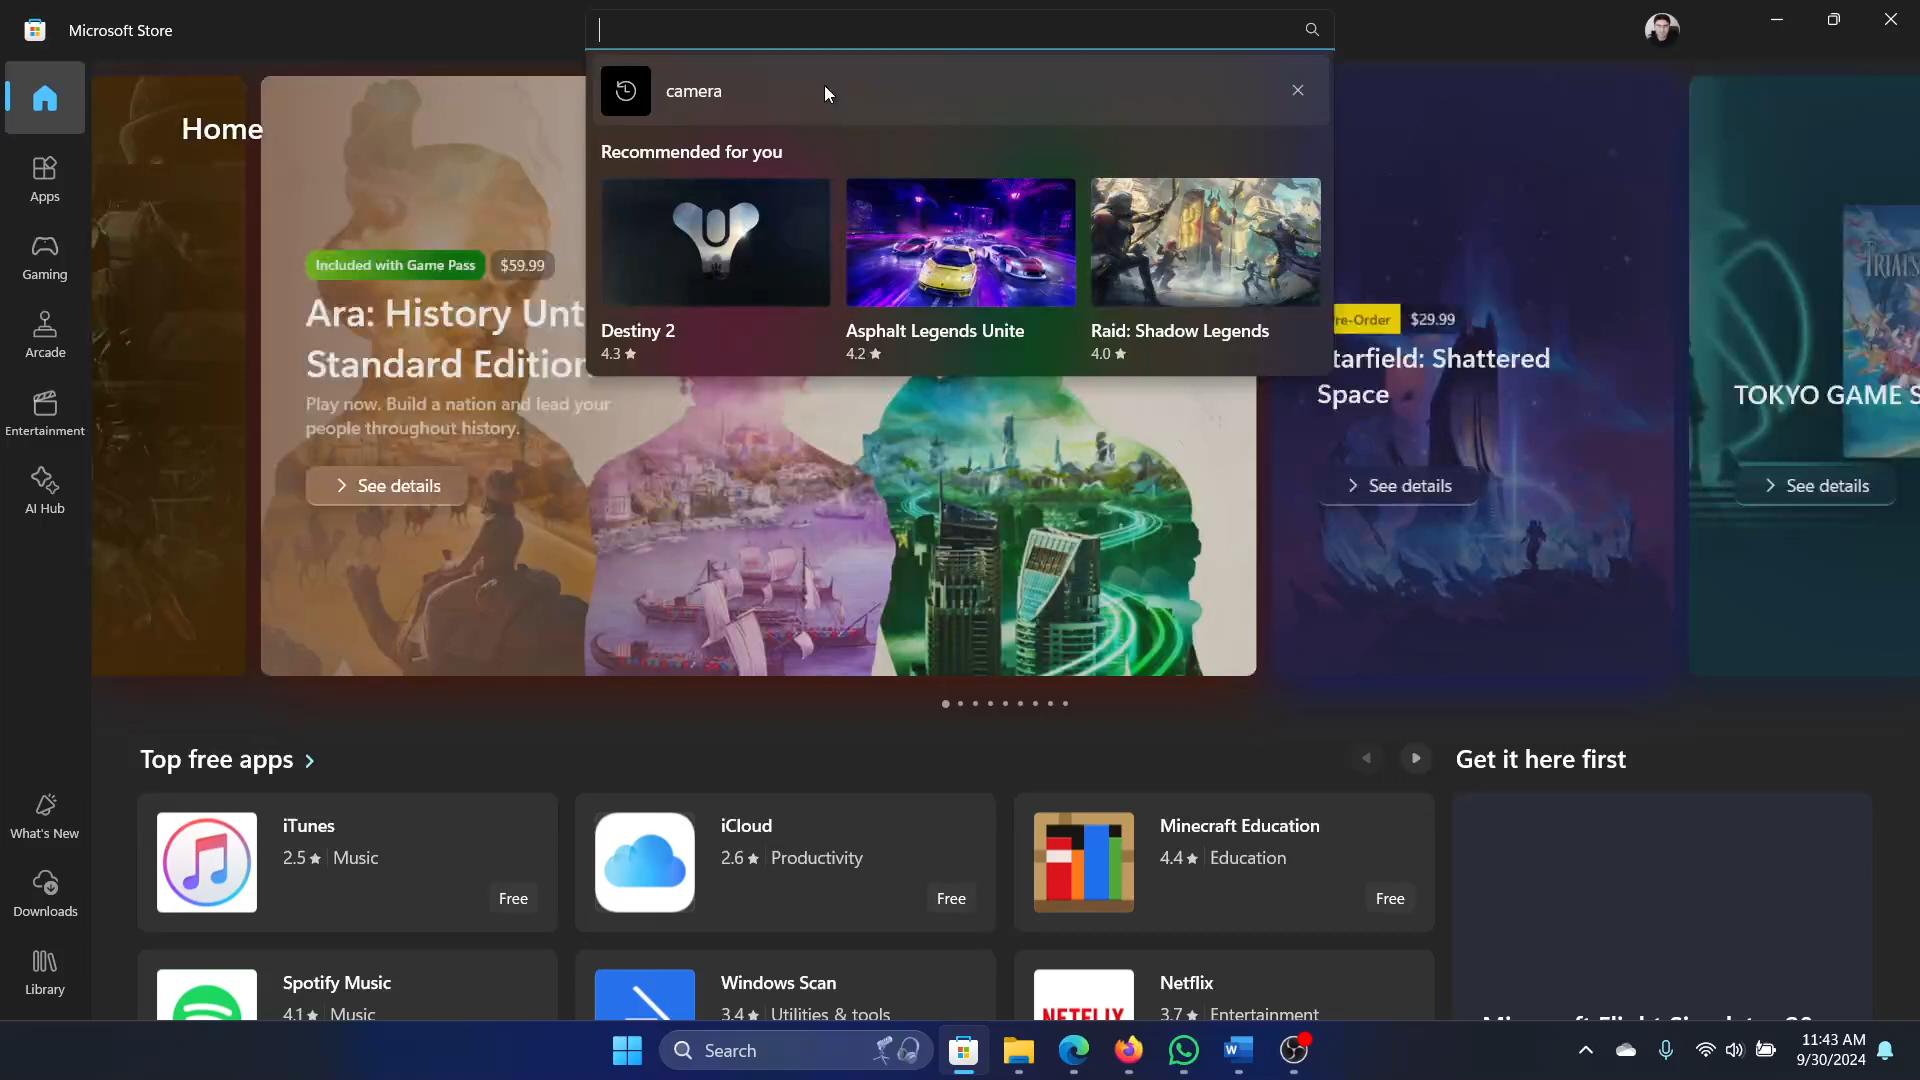 Microsoft Store
camera
Home
Recommended for you
Apps
Gaming
Arcade
Entertainment
AI Hub
Included with Game Pass $59.99
Ara: History Unt
Standard Edition
Play now. Build a nation and lead your
people throughout history.
See details
Destiny 2
4.3
Asphalt Legends Unite
4.2
Raid: Shadow Legends
4.0
re-Order $29.99
tarfield: Shattered
Space
See details
TOKYO GAME S
TRIALS
See details
Top free apps
Get it here first
iTunes
2.5 Music
Free
iCloud
2.6 Productivity
Free
Minecraft Education
4.4 Education
Free
Spotify Music
4.1 Music
Windows Scan
3.4 Utilities & tools
Netflix
3.7 Entertainment
NETFLIX
What's New
Downloads
Library
Search
W
11:43 AM
9/30/2024